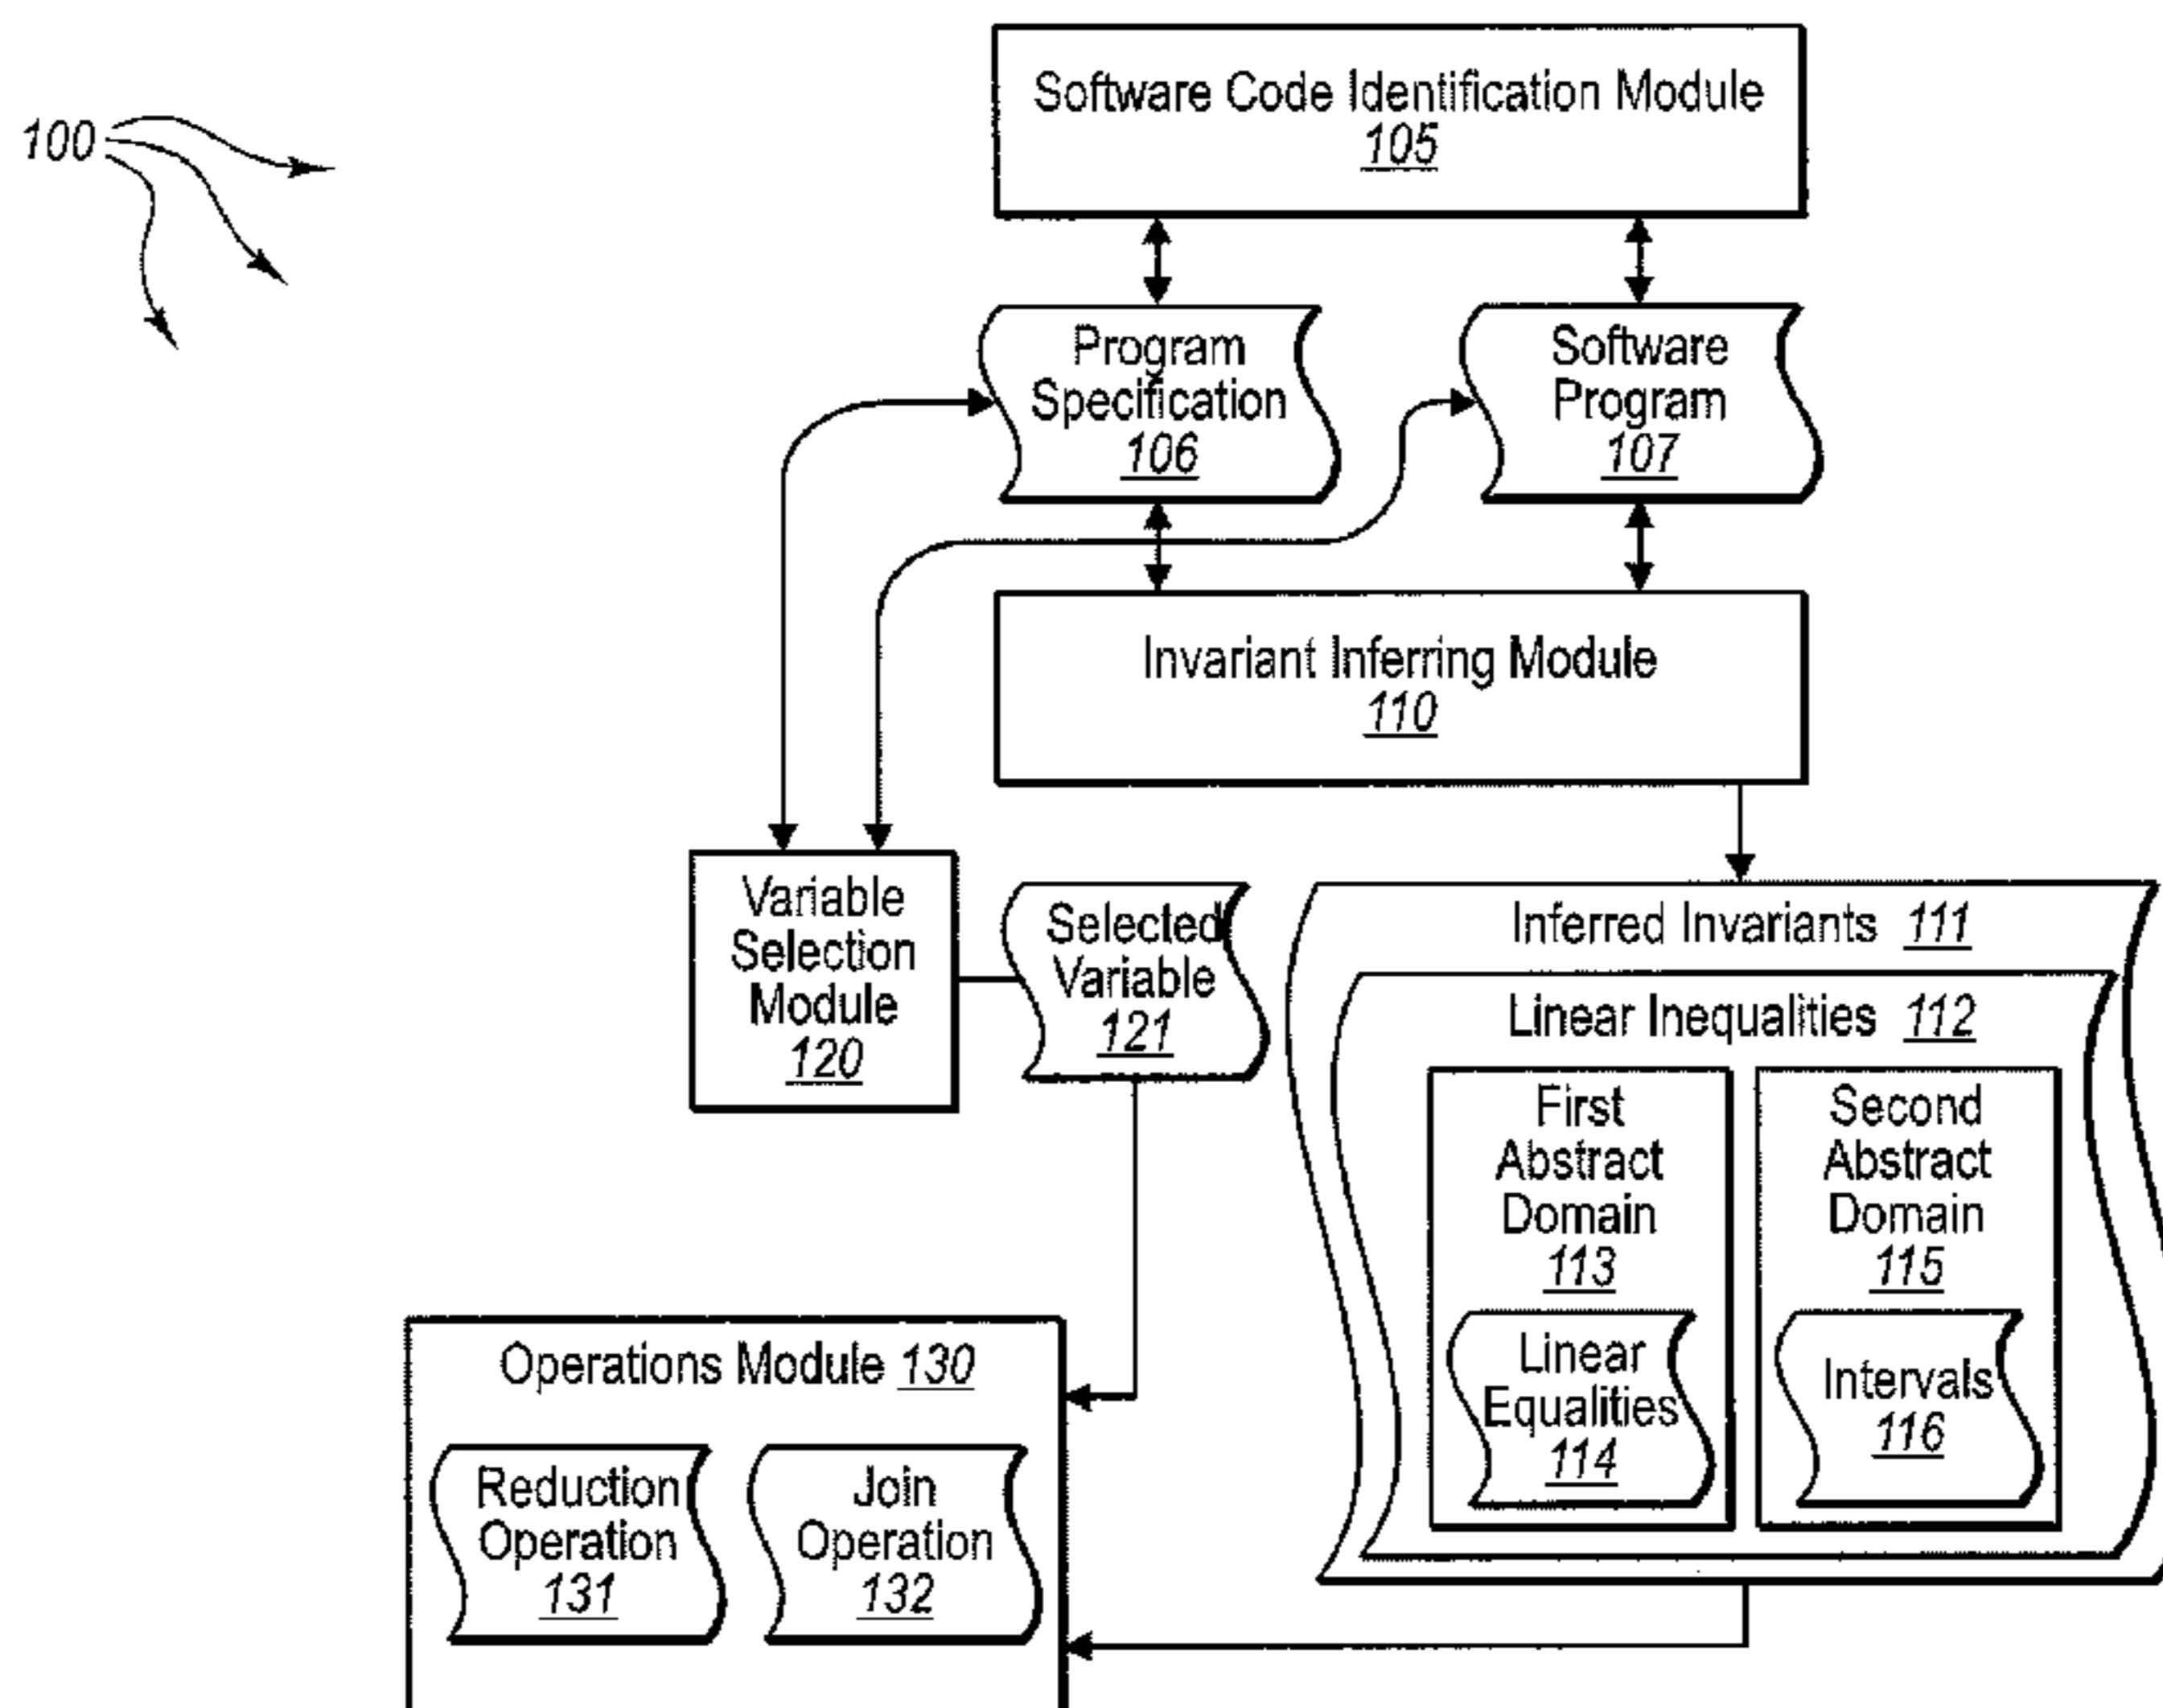 100
Software Code Identification Module
105
Program
Specification
106
Software
Program
107
Invariant Inferring Module
110
Variable
Selection
Module
120
Selected
Variable
121
Inferred Invariants 111
Linear Inequalities 112
First
Abstract
Domain
113
Linear
Equalities
114
Second
Abstract
Domain
115
Intervals
116
Operations Module 130
Reduction
Operation
131
Join
Operation
132